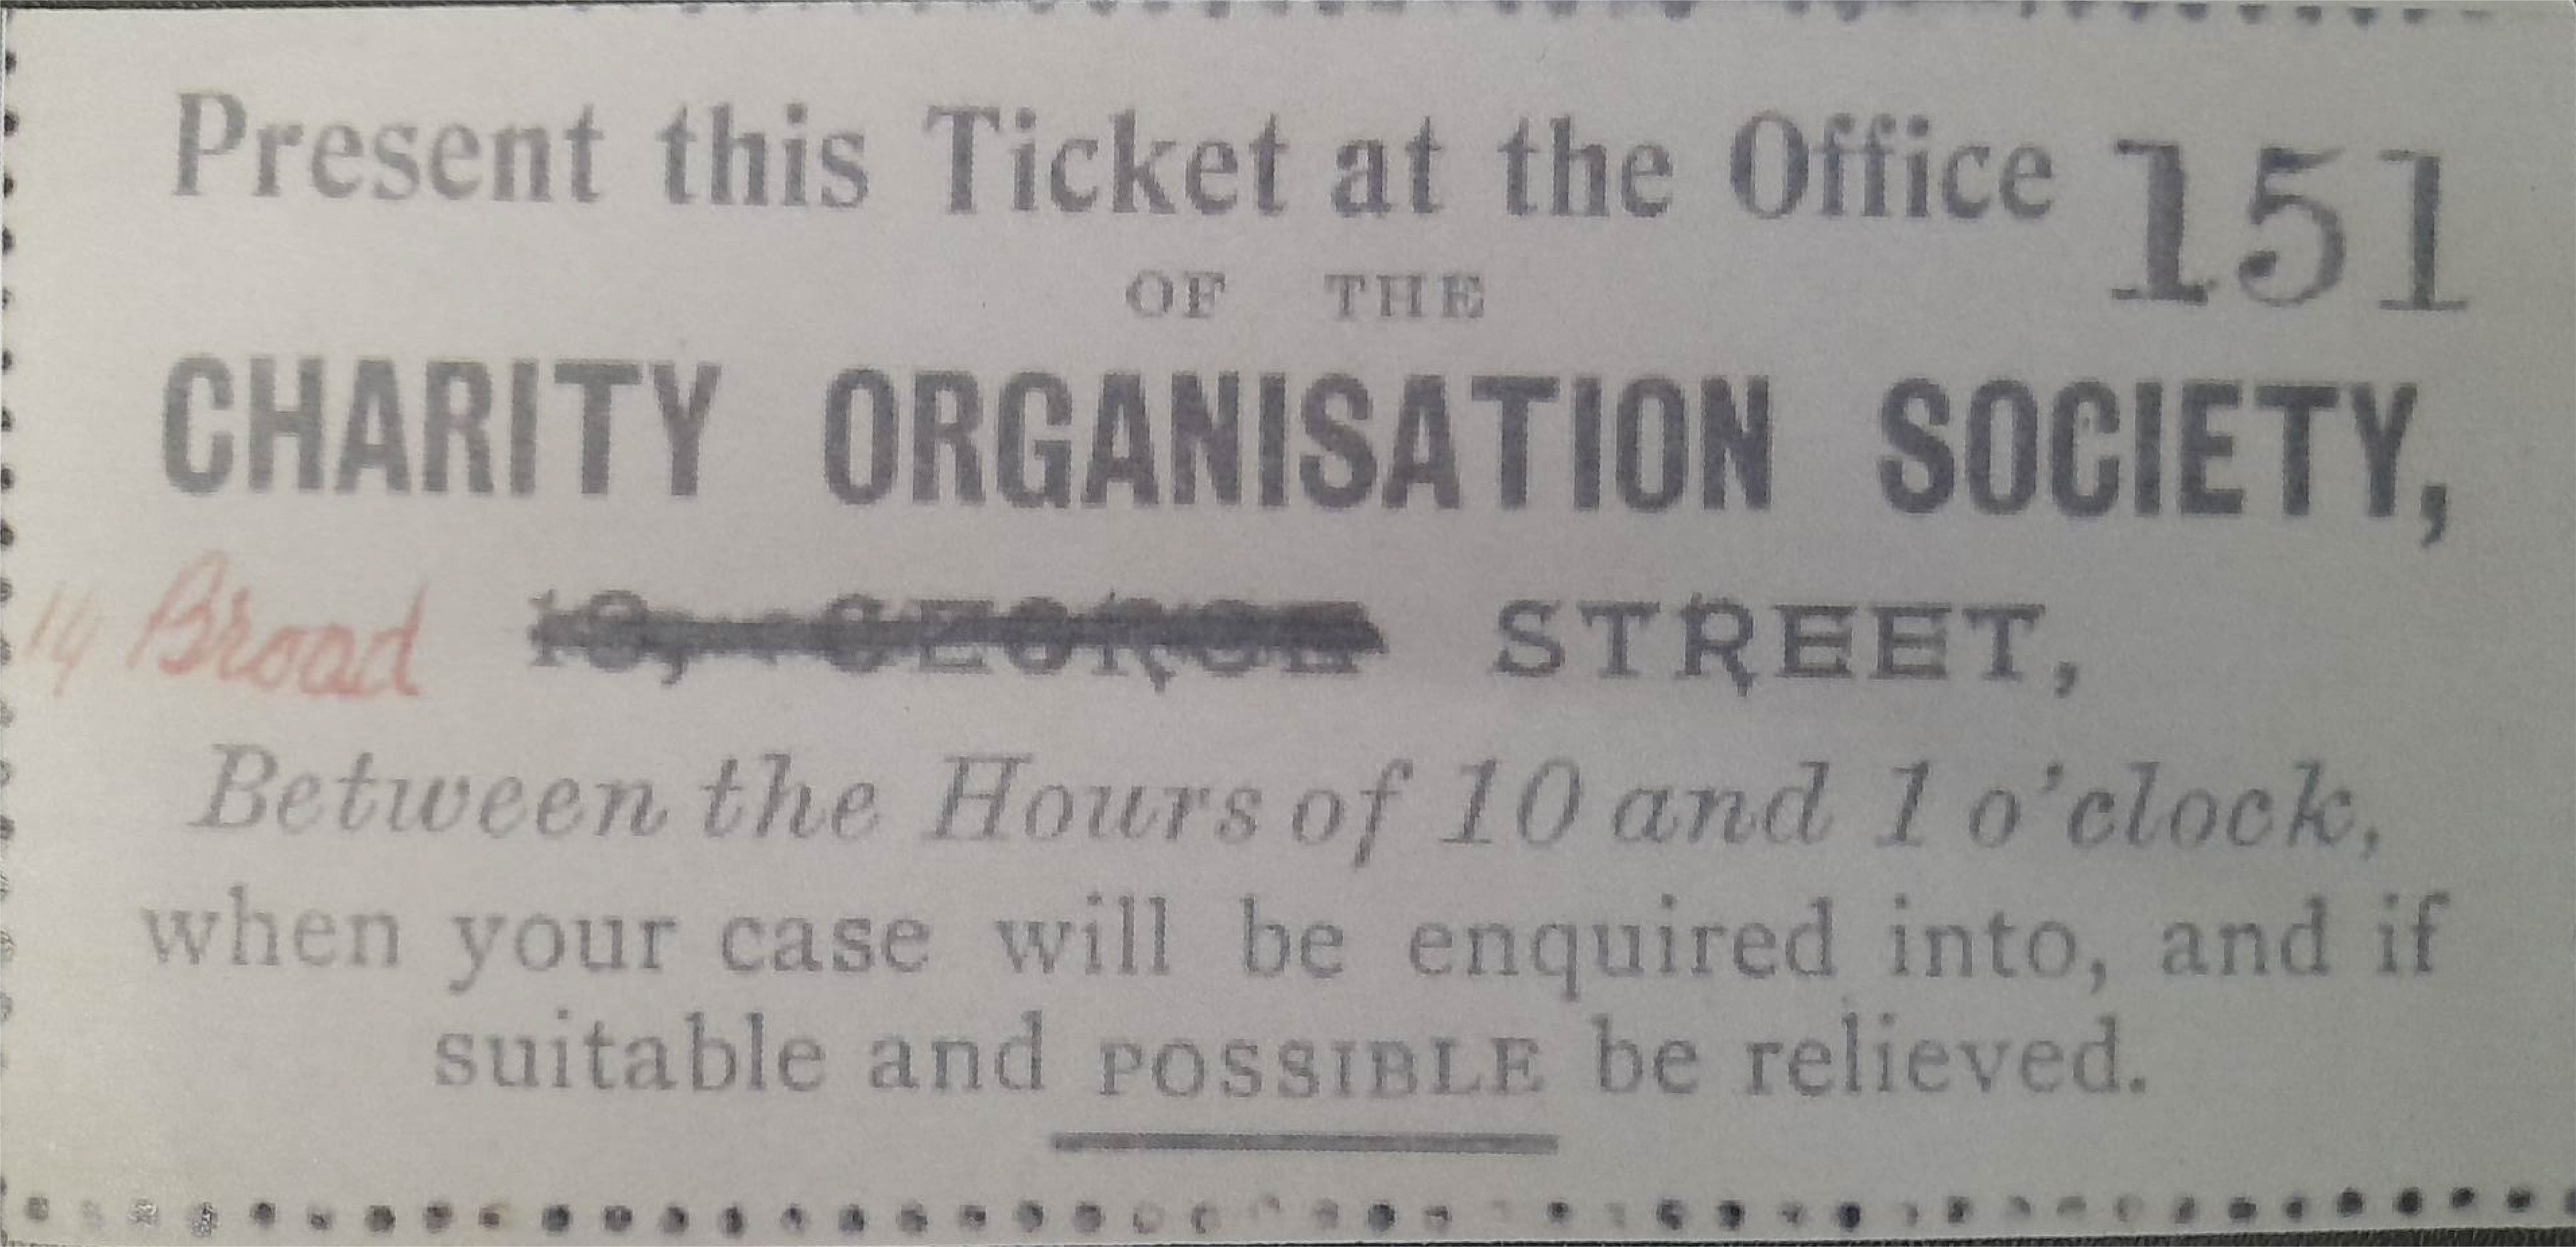 Present this Ticket at the Office 151
OF THE
CHARITY ORGANISATION SOCIETY,
14 Broad GEORGE STREET,
Between the Hours of 10 and 1 o'clock,
when your case will be enquired into, and if
suitable and POSSIBLE be relieved.